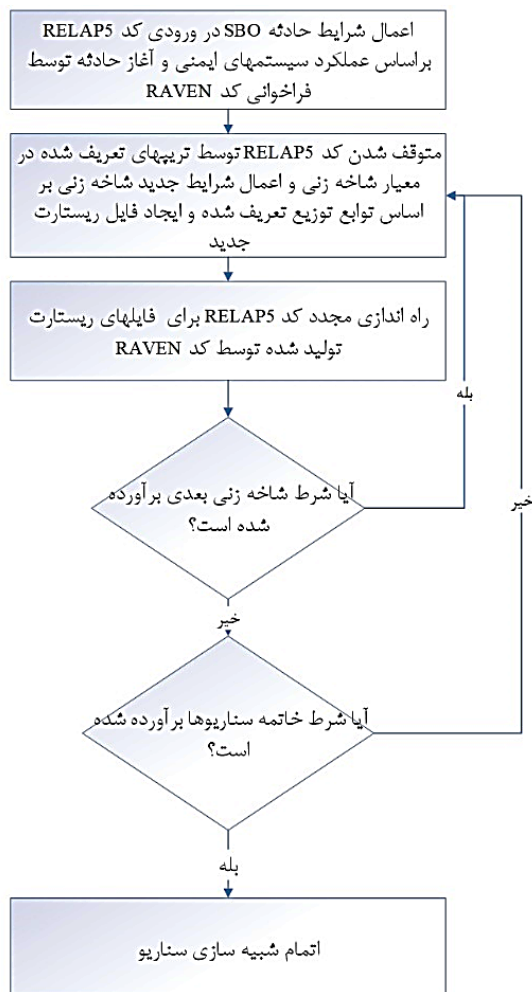 اعمال شرایط حادثه SBO در ورودی کد RELAP5
براساس عملکرد سیستمهای ایمنی و آغاز حادثه توسط
فراخوانی کد RAVEN
متوقف شدن کد RELAP5 توسط تریپهای تعریف شده در
معیار شاخه زنی و اعمال شرایط جدید شاخه زنی بر
اساس توابع توزیع تعریف شده و ایجاد فایل ریستارت
جدید
راه اندازی مجدد کد RELAP5 برای فایلهای ریستارت
تولید شده توسط کد RAVEN
آیا شرط شاخه زنی بعدی برآورده
شده است؟
بله
خیر
خیر
آیا شرط خاتمه سناریوها برآورده شده
است؟
بله
اتمام شبیه سازی سناریو